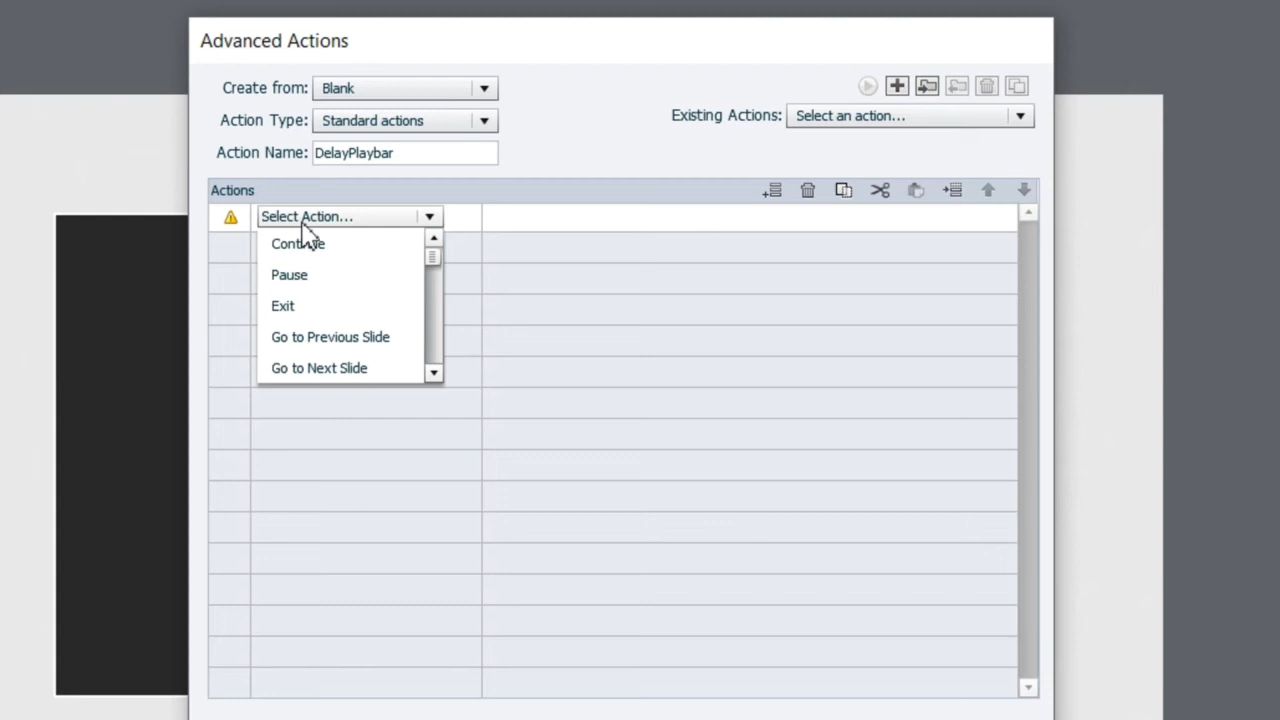 Advanced Actions
Create from: Blank
Action Type: Standard actions
Existing Actions: Select an action...
Action Name: DelayPlaybar
Actions
Select Action...
Continue
Pause
Exit
Go to Previous Slide
Go to Next Slide